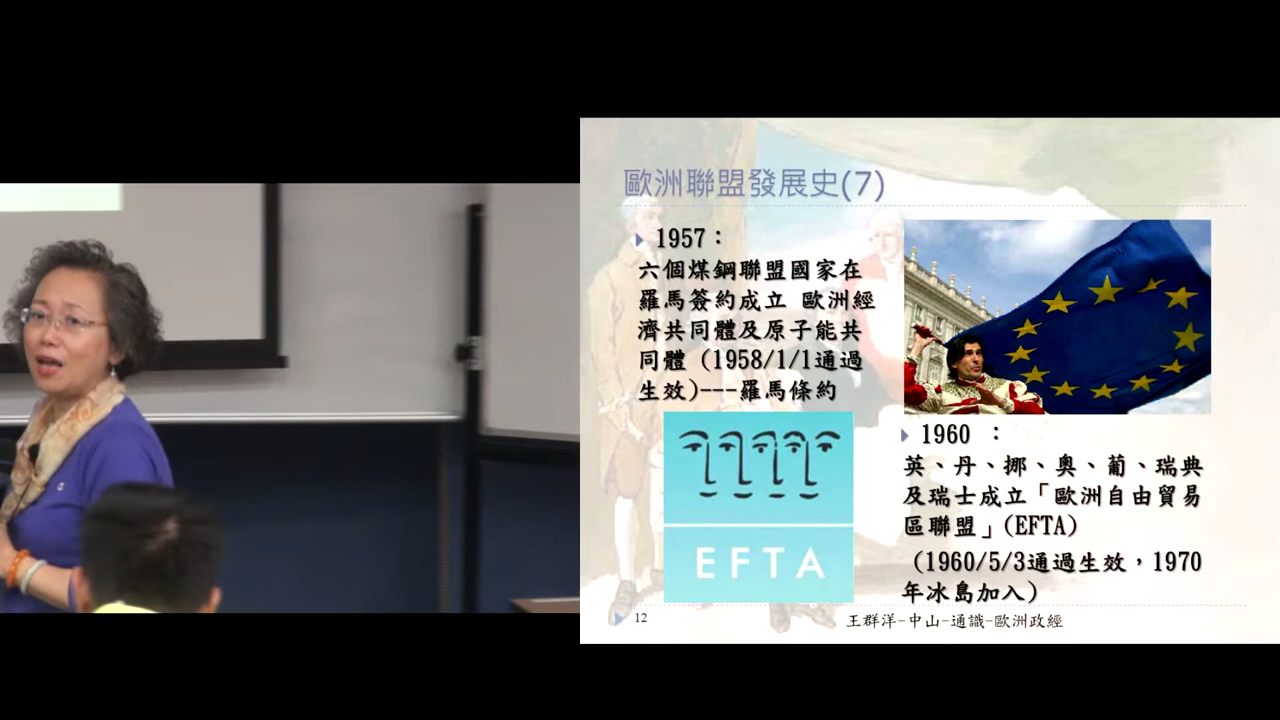 歐洲聯盟發展史(7)
1957：
六個煤鋼聯盟國家在
羅馬簽約成立 歐洲經
濟共同體及原子能共
同體 (1958/1/1通過
生效)---羅馬條約
EFTA
1960 ：
英、丹、挪、奧、葡、瑞典
及瑞士成立「歐洲自由貿易
區聯盟」(EFTA)
(1960/5/3通過生效，1970
年冰島加入)
12
王群洋-中山-通識-歐洲政經